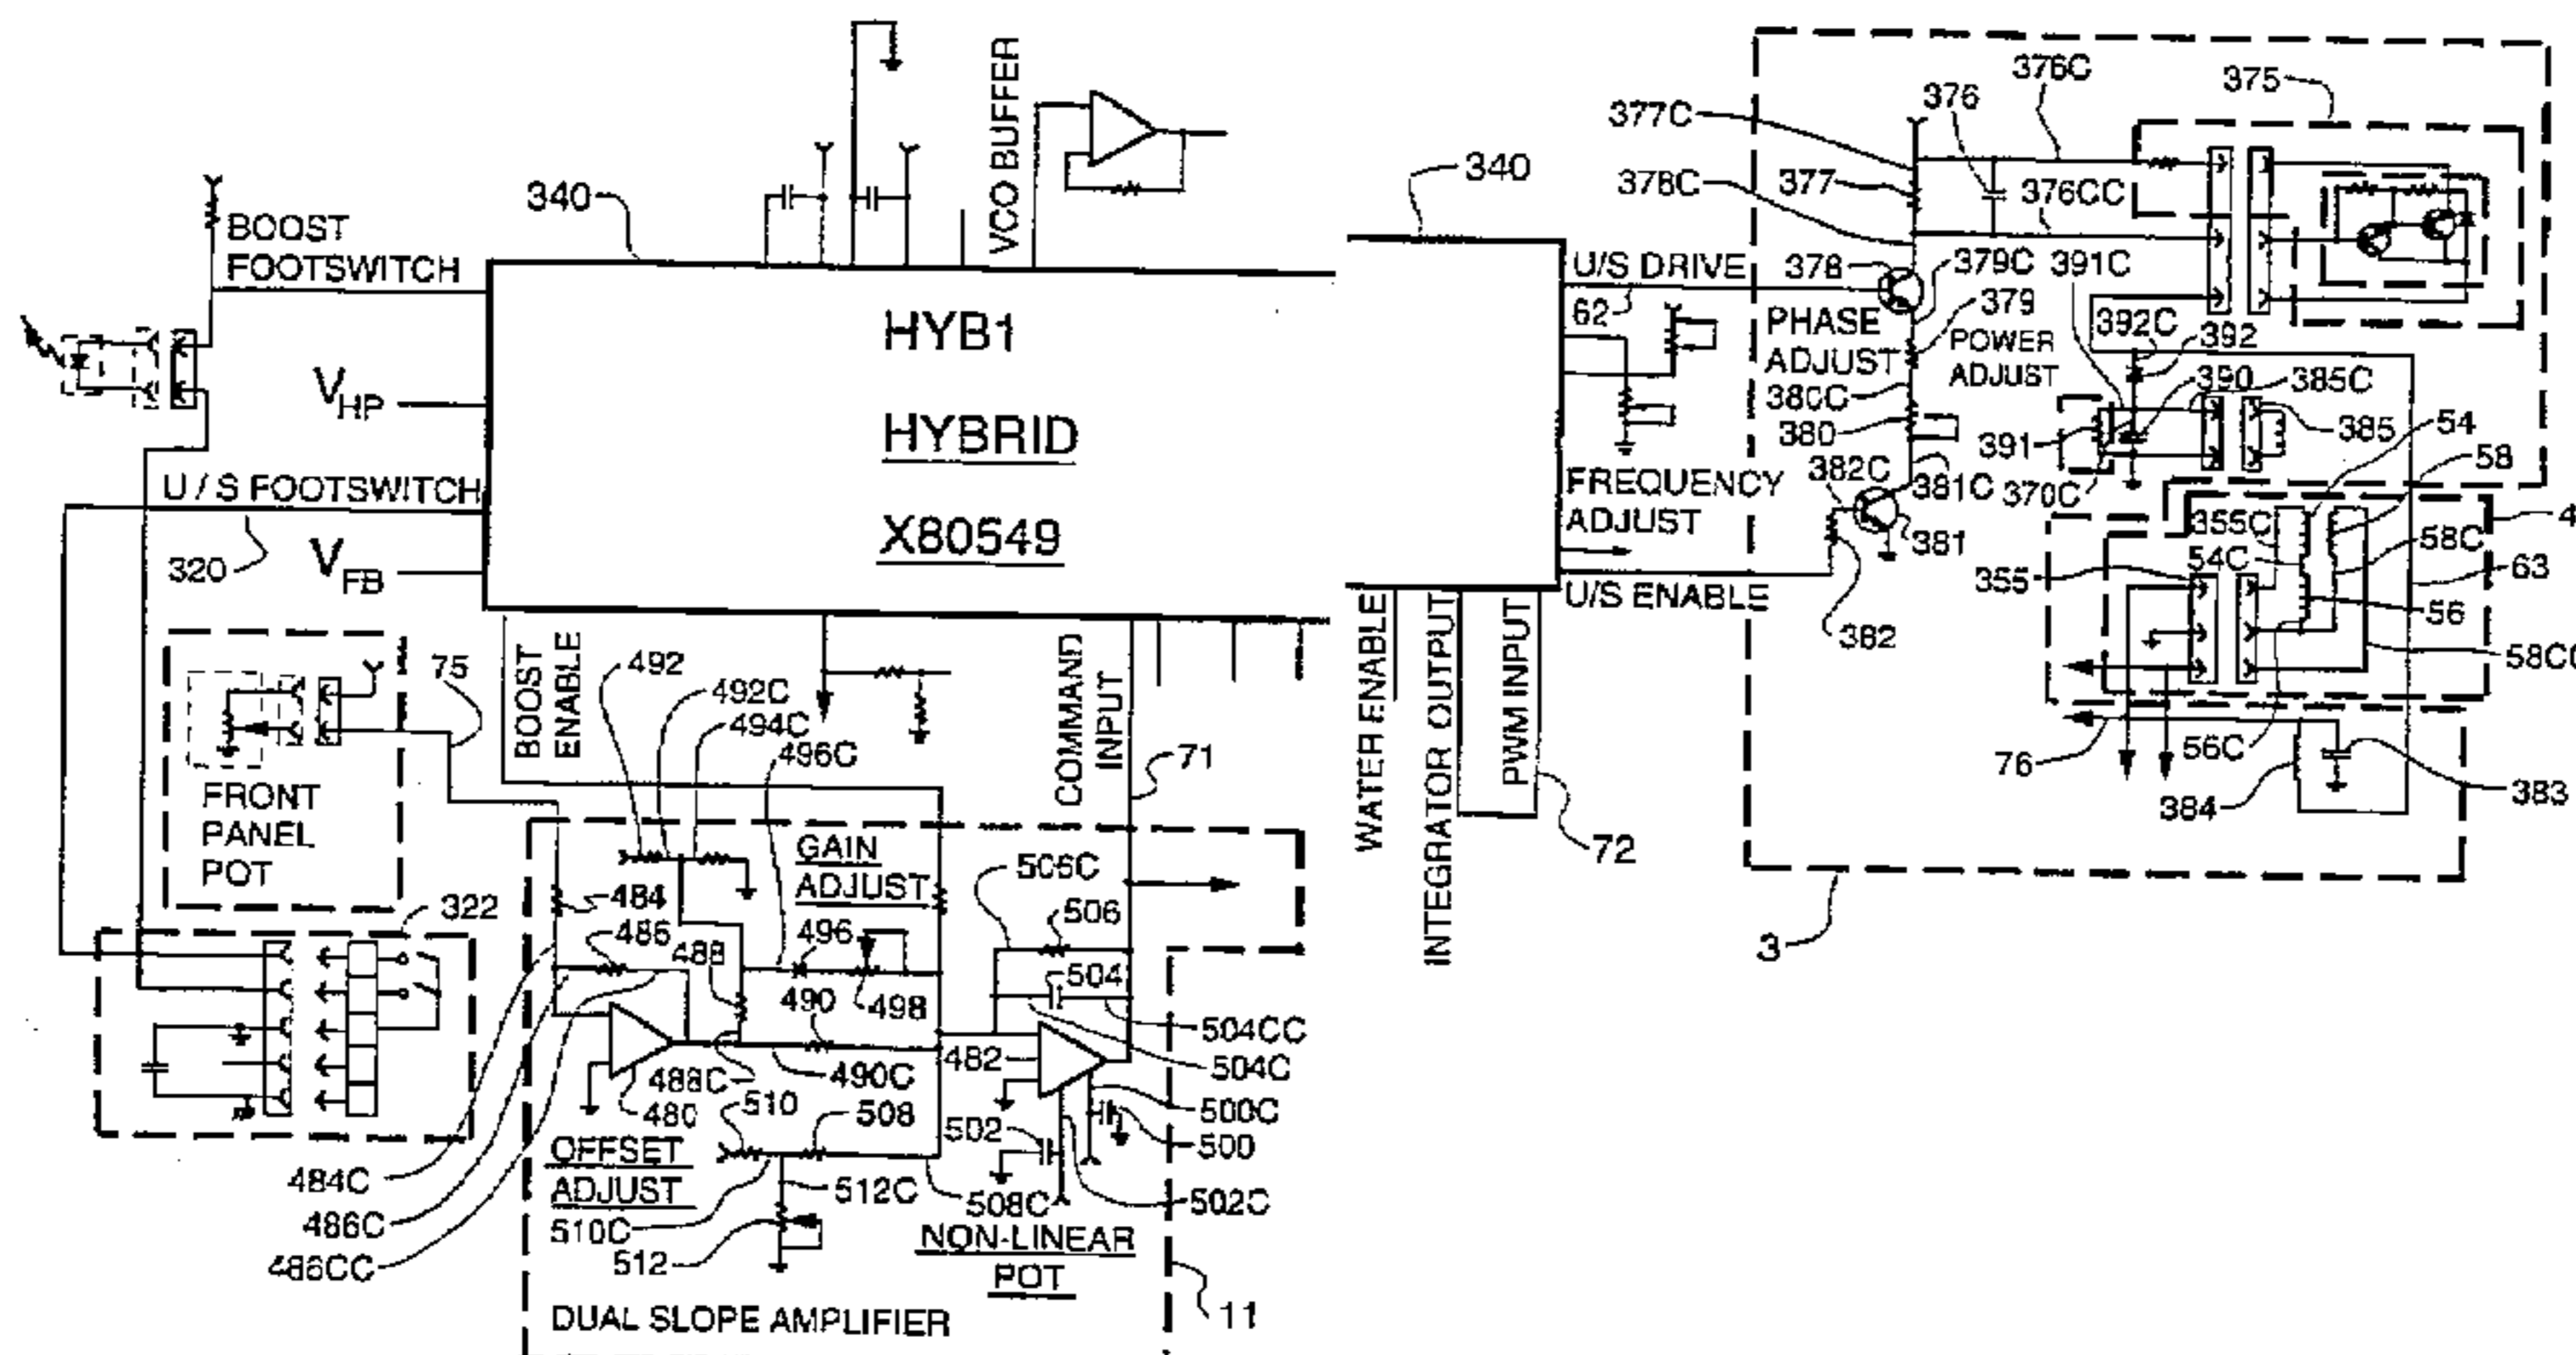 340
BOOST
FOOTSWITCH
HYB1
HYBRID
X80549
V HP
U / S FOOTSWITCH
320
V FB
VCO BUFFER
FRONT
PANEL
POT
75
322
BOOST
ENABLE
COMMAND
INPUT
71
492
492C
494C
496C
GAIN
ADJUST
484
486
488
496
490
498
506C
506
504
504CC
504C
482
500C
500
502
502C
488C
490C
480
510
508
OFFSET
ADJUST
510C
512C
512
508C
NON-LINEAR
POT
484C
486C
486CC
DUAL SLOPE AMPLIFIER
11
340
U/S DRIVE
62
FREQUENCY
ADJUST
U/S ENABLE
WATER ENABLE
INTEGRATOR OUTPUT
PWM INPUT
72
377C
378C
377
376
376C
375
376CC
378
379C
391C
379
PHASE
ADJUST
POWER
ADJUST
392C
392
390
385C
385
380C
380
391
370C
382C
381C
381
382
54
58
355C
54C
58C
4
355
63
56
58CC
56C
76
384
383
3